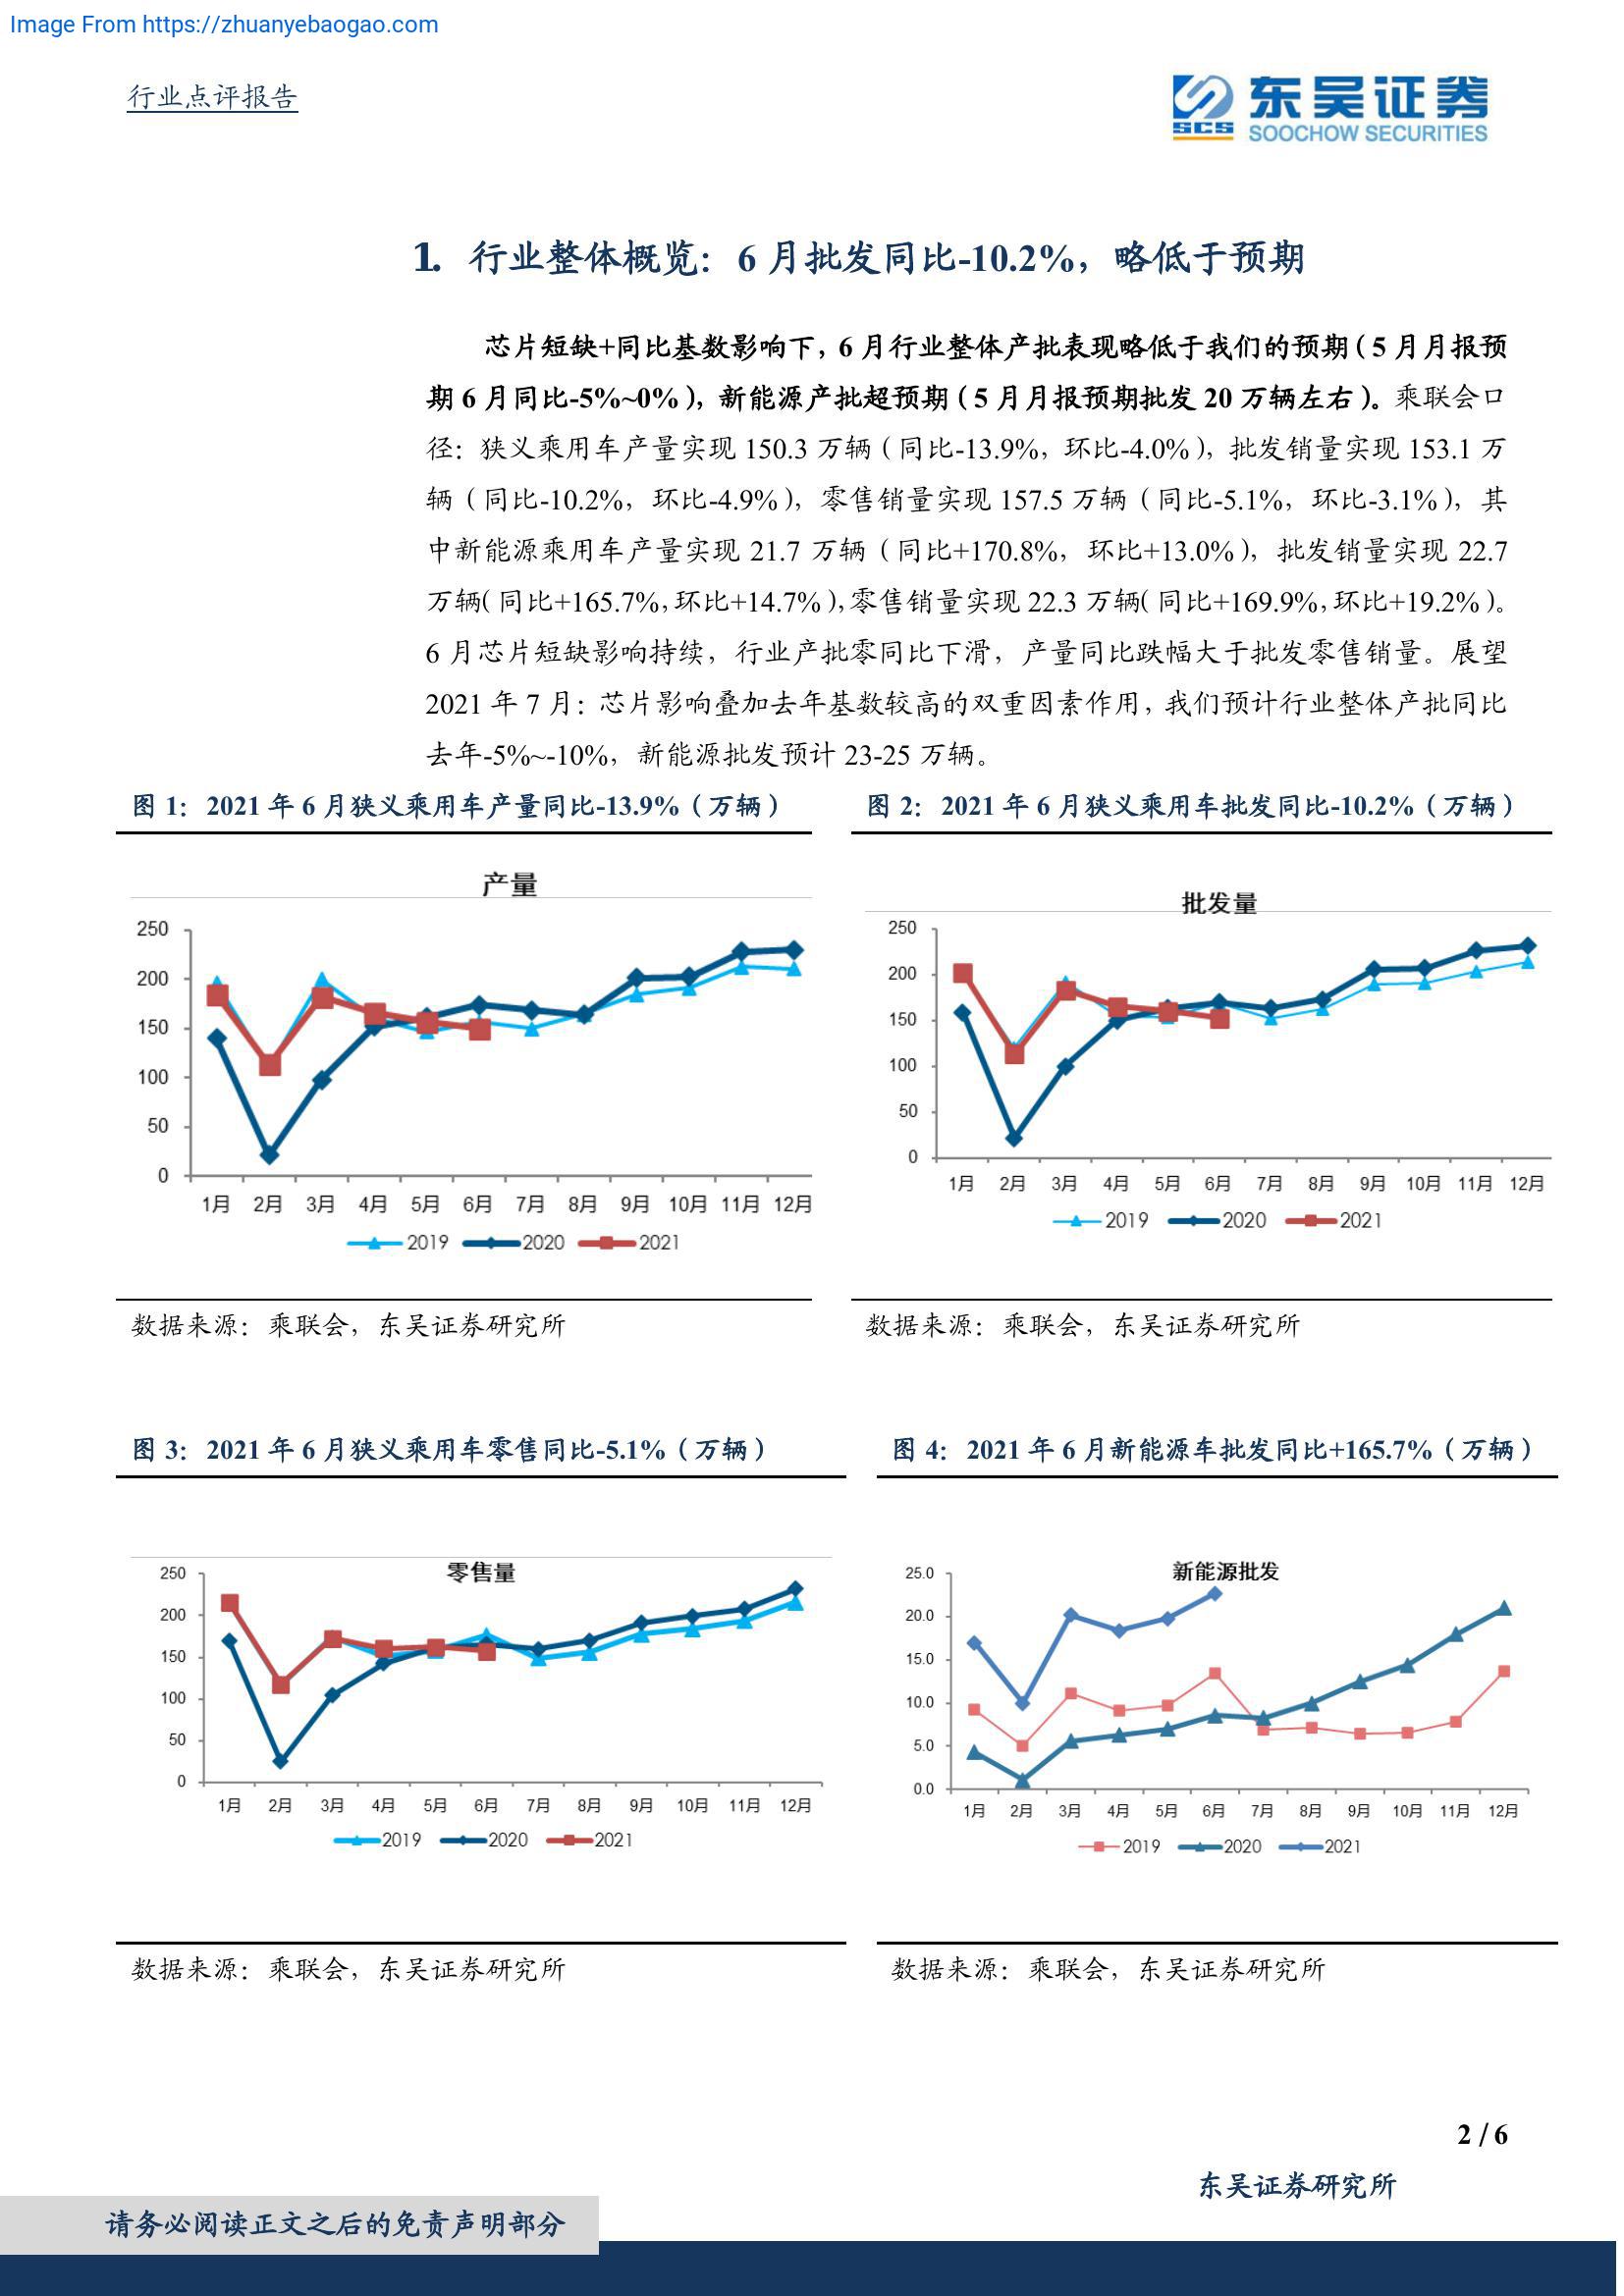 Image From https://zhuanyebaogao.com
行业点评报告
东吴证券
SCS
SOOCHOW SECURITIES
1. 行业整体概览：6 月批发同比-10.2%，略低于预期
芯片短缺+同比基数影响下，6 月行业整体产批表现略低于我们的预期（5 月月报预
期 6 月同比-5%~0%），新能源产批超预期（5 月月报预期批发 20 万辆左右）。乘联会口
径：狭义乘用车产量实现 150.3 万辆（同比-13.9%，环比-4.0%），批发销量实现 153.1 万
辆（同比-10.2%，环比-4.9%），零售销量实现 157.5 万辆（同比-5.1%，环比-3.1%），其
中新能源乘用车产量实现 21.7 万辆（同比+170.8%，环比+13.0%），批发销量实现 22.7
万辆（同比+165.7%，环比+14.7%），零售销量实现 22.3 万辆（同比+169.9%，环比+19.2%）。
6 月芯片短缺影响持续，行业产批零同比下滑，产量同比跌幅大于批发零售销量。展望
2021 年 7 月：芯片影响叠加去年基数较高的双重因素作用，我们预计行业整体产批同比
去年-5%~-10%，新能源批发预计 23-25 万辆。
图 1：2021 年 6 月狭义乘用车产量同比-13.9%（万辆）
产量
250
200
150
100
50
0
1月 2月 3月 4月 5月 6月 7月 8月 9月 10月 11月 12月
2019 2020 2021
数据来源：乘联会，东吴证券研究所
图 2：2021 年 6 月狭义乘用车批发同比-10.2%（万辆）
批发量
250
200
150
100
50
0
1月 2月 3月 4月 5月 6月 7月 8月 9月 10月 11月 12月
2019 2020 2021
数据来源：乘联会，东吴证券研究所
图 3：2021 年 6 月狭义乘用车零售同比-5.1%（万辆）
零售量
250
200
150
100
50
0
1月 2月 3月 4月 5月 6月 7月 8月 9月 10月 11月 12月
2019 2020 2021
数据来源：乘联会，东吴证券研究所
图 4：2021 年 6 月新能源车批发同比+165.7%（万辆）
新能源批发
25.0
20.0
15.0
10.0
5.0
0.0
1月 2月 3月 4月 5月 6月 7月 8月 9月 10月 11月 12月
2019 2020 2021
数据来源：乘联会，东吴证券研究所
2 / 6
东吴证券研究所
请务必阅读正文之后的免责声明部分